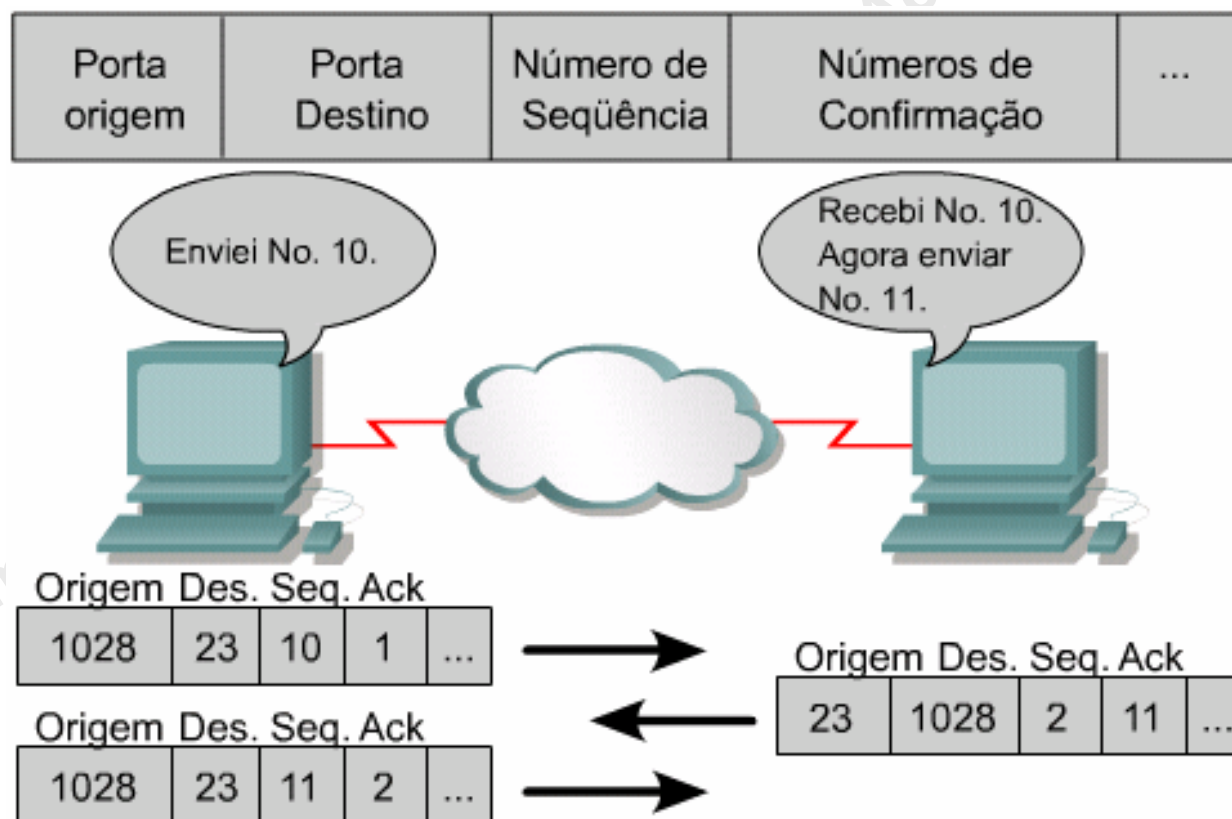 Porta origem
Porta Destino
Número de Seqüência
Números de Confirmação
...
Enviei No. 10.
Recebi No. 10.
Agora enviar
No. 11.
Origem Des. Seq. Ack
1028 23 10 1 ...
Origem Des. Seq. Ack
23 1028 2 11 ...
Origem Des. Seq. Ack
1028 23 11 2 ...